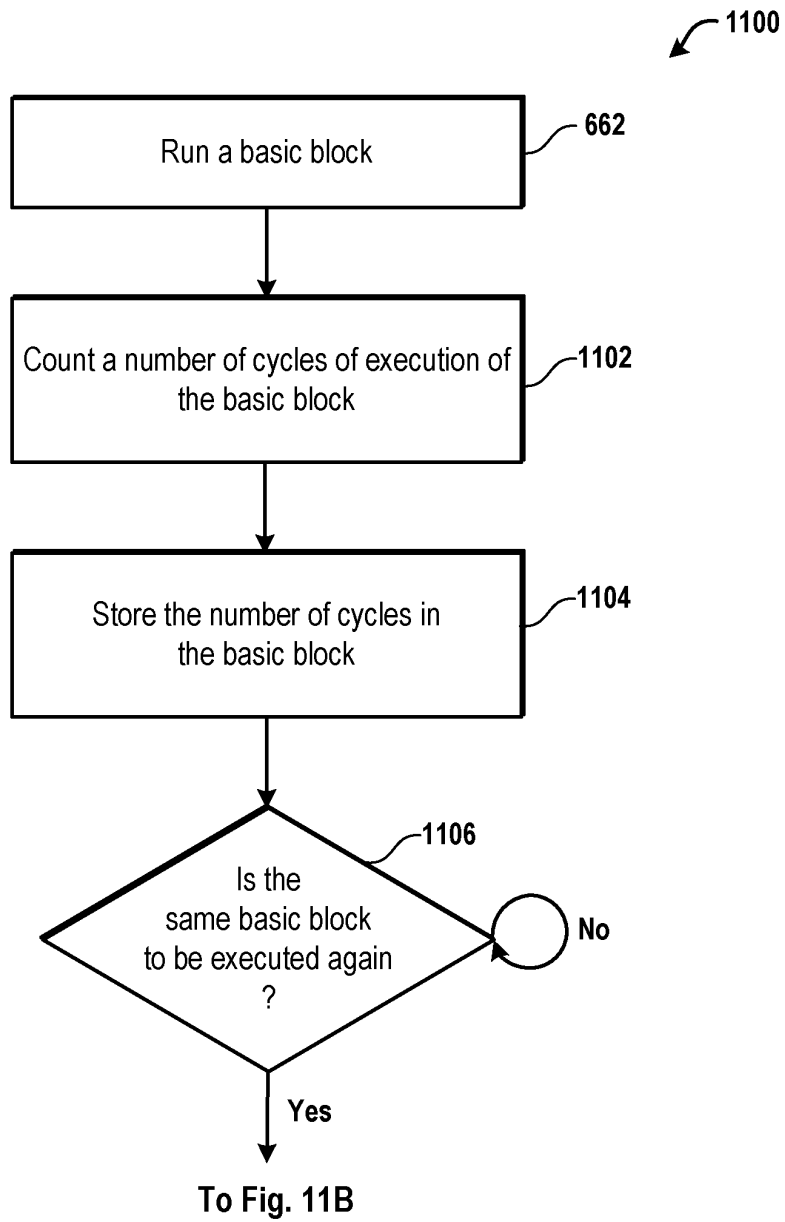 1100
Run a basic block
662
Count a number of cycles of execution of
the basic block
1102
Store the number of cycles in
the basic block
1104
1106
Is the
same basic block
to be executed again
?
No
Yes
To Fig. 11B